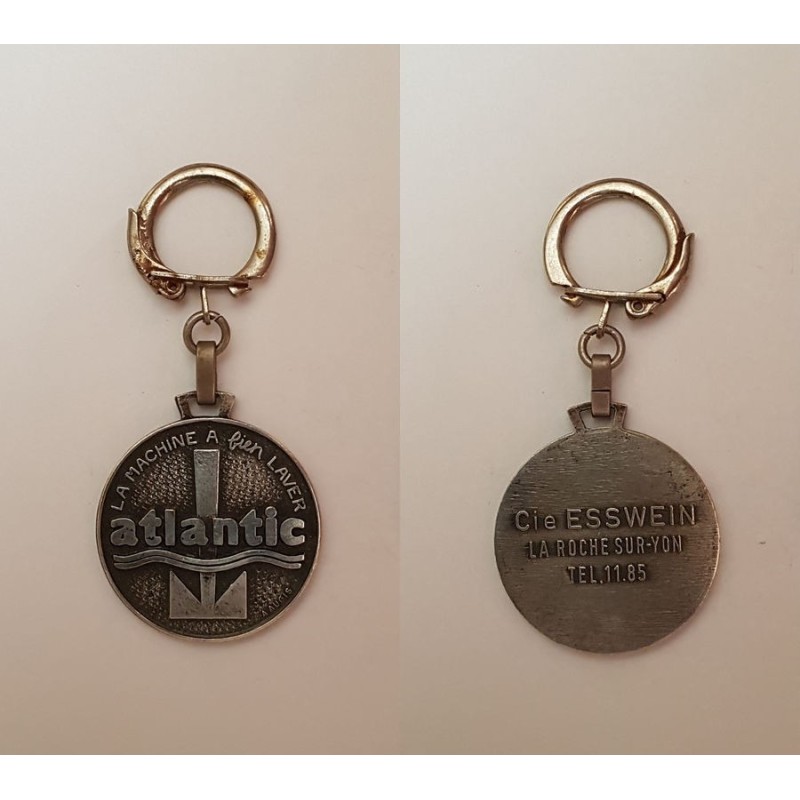 LA MACHINE A bien LAVER
atlantic
Cie ESSWEIN
LA ROCHE SUR-YON
TEL,11.85